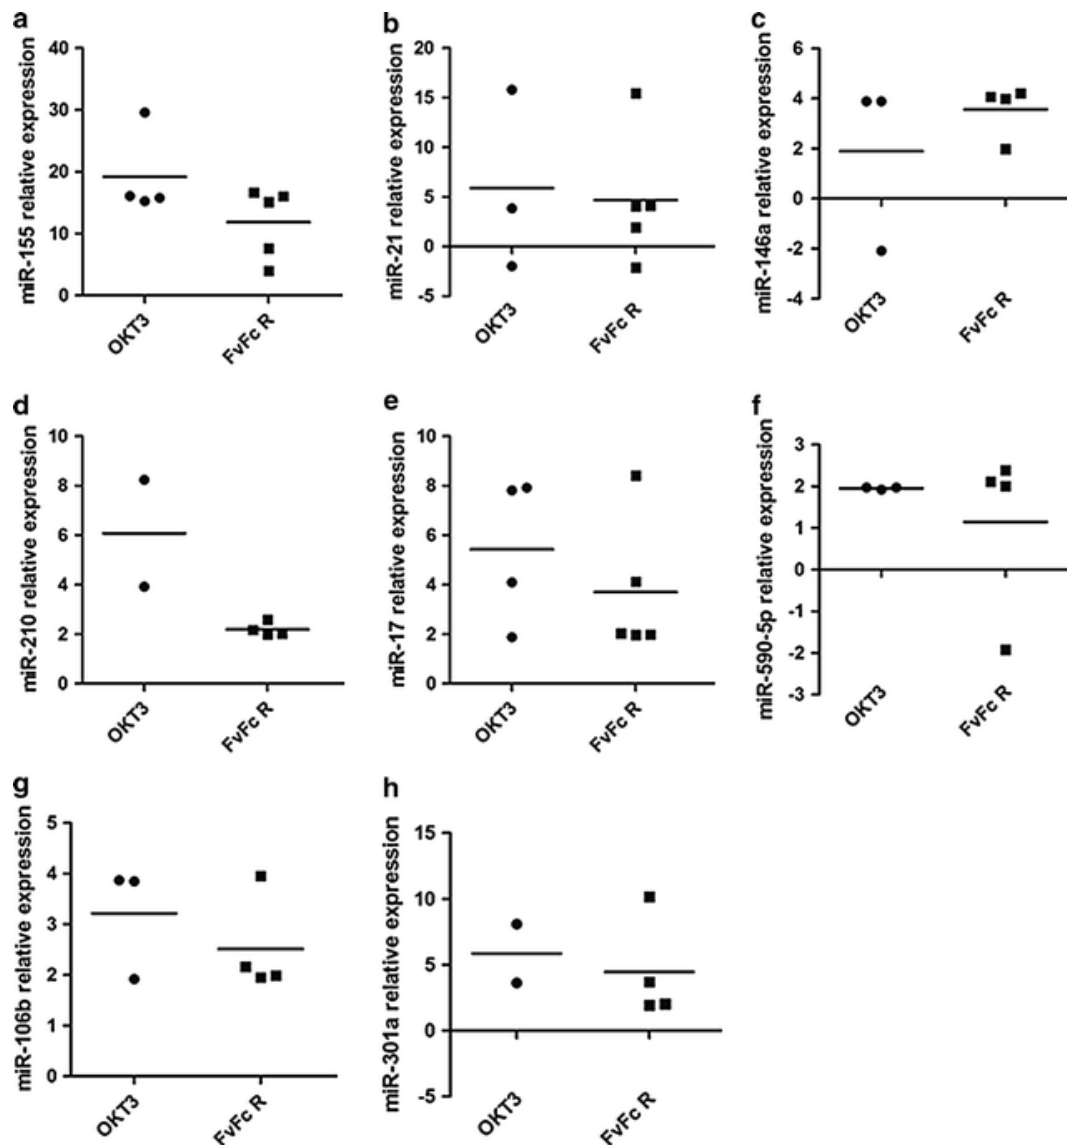 a
miR-155 relative expression
40
30
20
10
0
OKT3
FvFc R
b
miR-21 relative expression
20
15
10
5
0
-5
OKT3
FvFc R
c
miR-146a relative expression
6
4
2
0
-2
-4
OKT3
FvFc R
d
miR-210 relative expression
10
8
6
4
2
0
OKT3
FvFc R
e
miR-17 relative expression
10
8
6
4
2
0
OKT3
FvFc R
f
miR-590-5p relative expression
3
2
1
0
-1
-2
-3
OKT3
FvFc R
g
miR-106b relative expression
5
4
3
2
1
0
OKT3
FvFc R
h
miR-301a relative expression
15
10
5
0
-5
OKT3
FvFc R